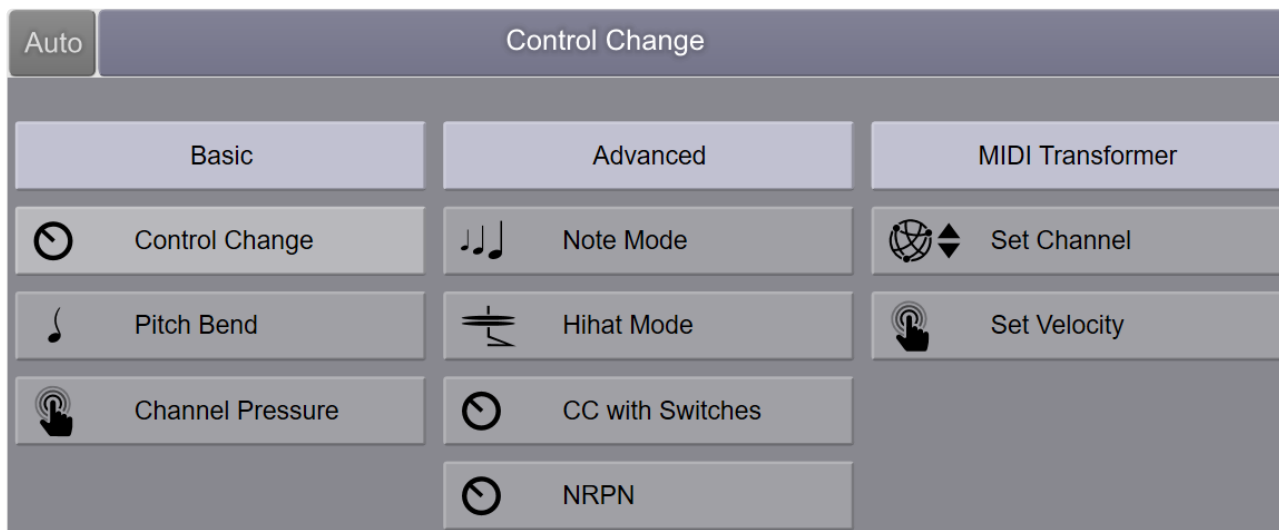 Auto
Control Change
Basic
Advanced
MIDI Transformer
Control Change
Note Mode
Set Channel
Pitch Bend
Hihat Mode
Set Velocity
Channel Pressure
CC with Switches
NRPN